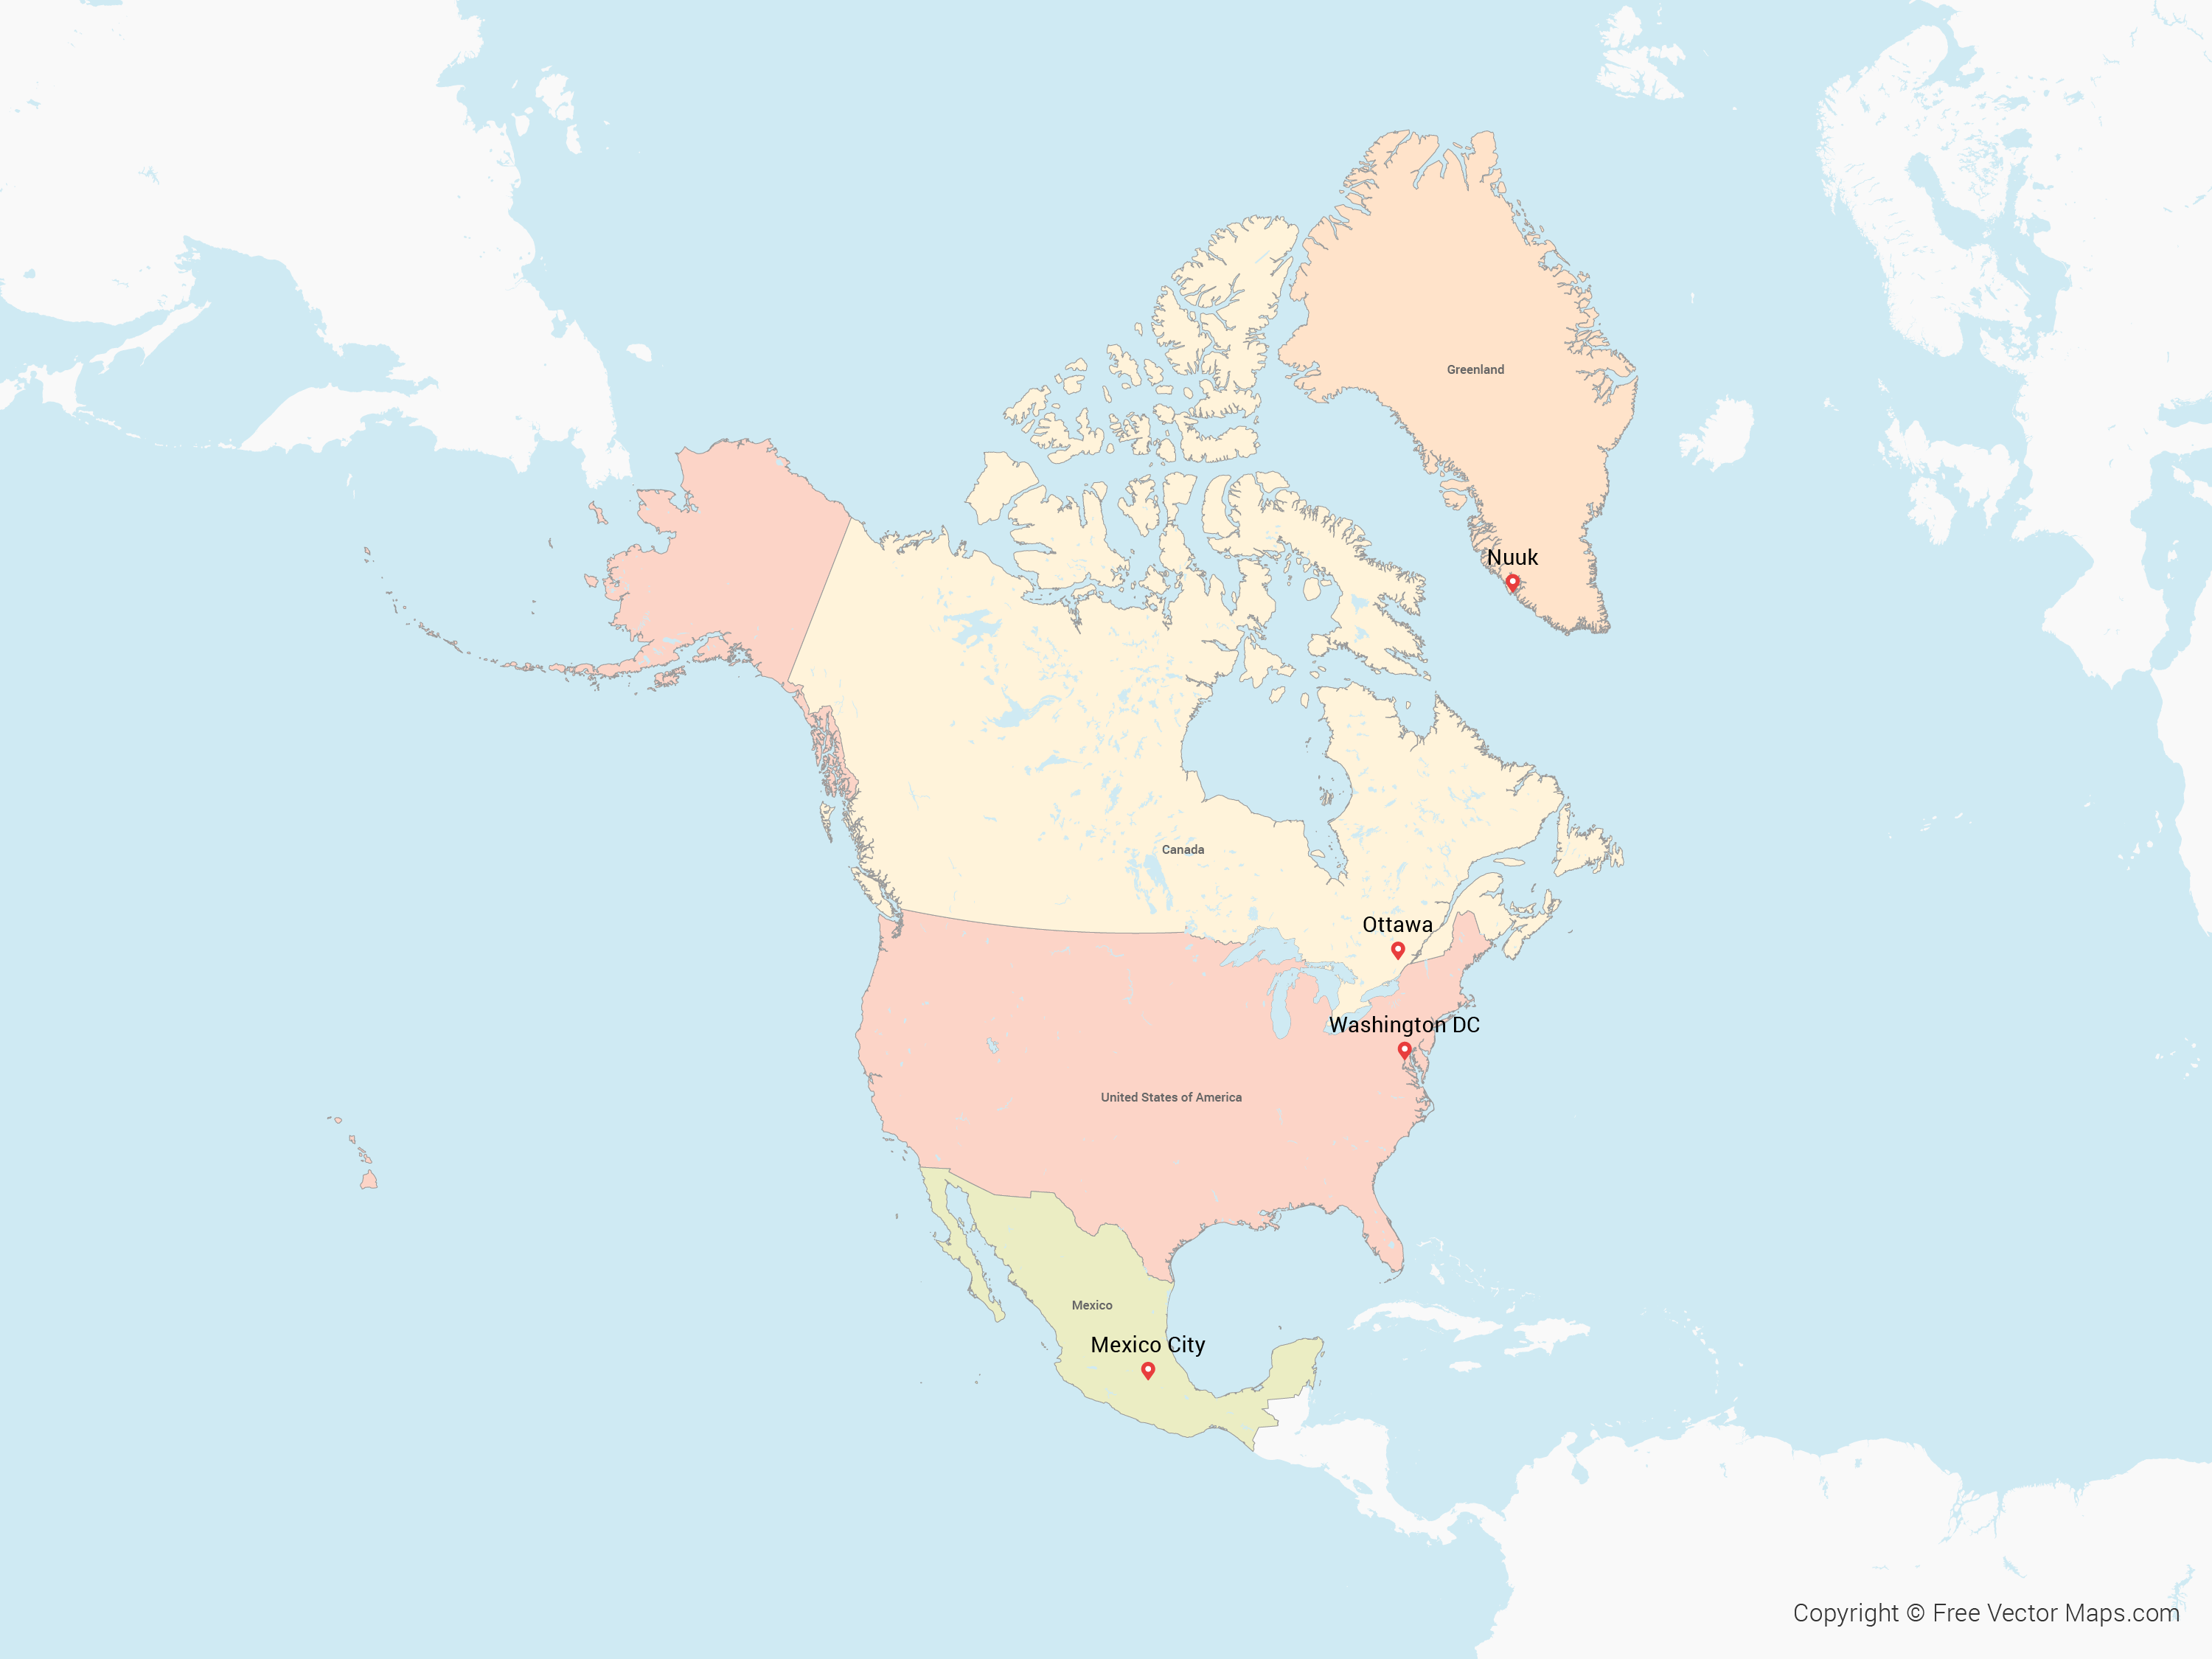 Greenland
Nuuk
Canada
Ottawa
Washington DC
United States of America
Mexico
Mexico City
Copyright © Free Vector Maps.com